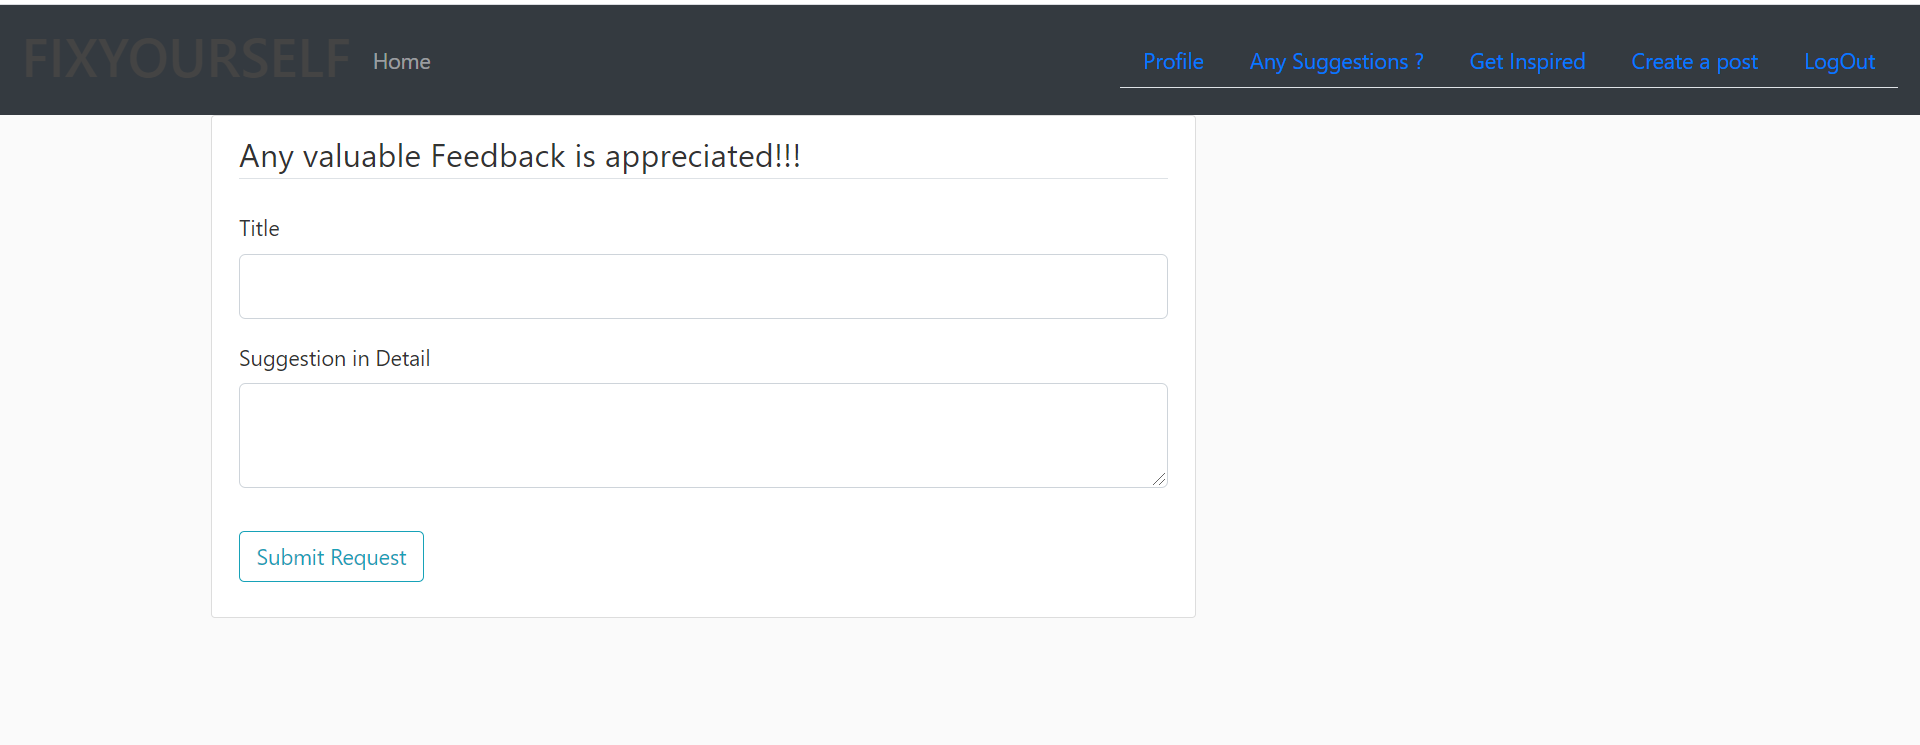 FIXYOURSELF Home Profile Any Suggestions ? Get Inspired Create a post LogOut
Any valuable Feedback is appreciated!!!
Title
Suggestion in Detail
Submit Request